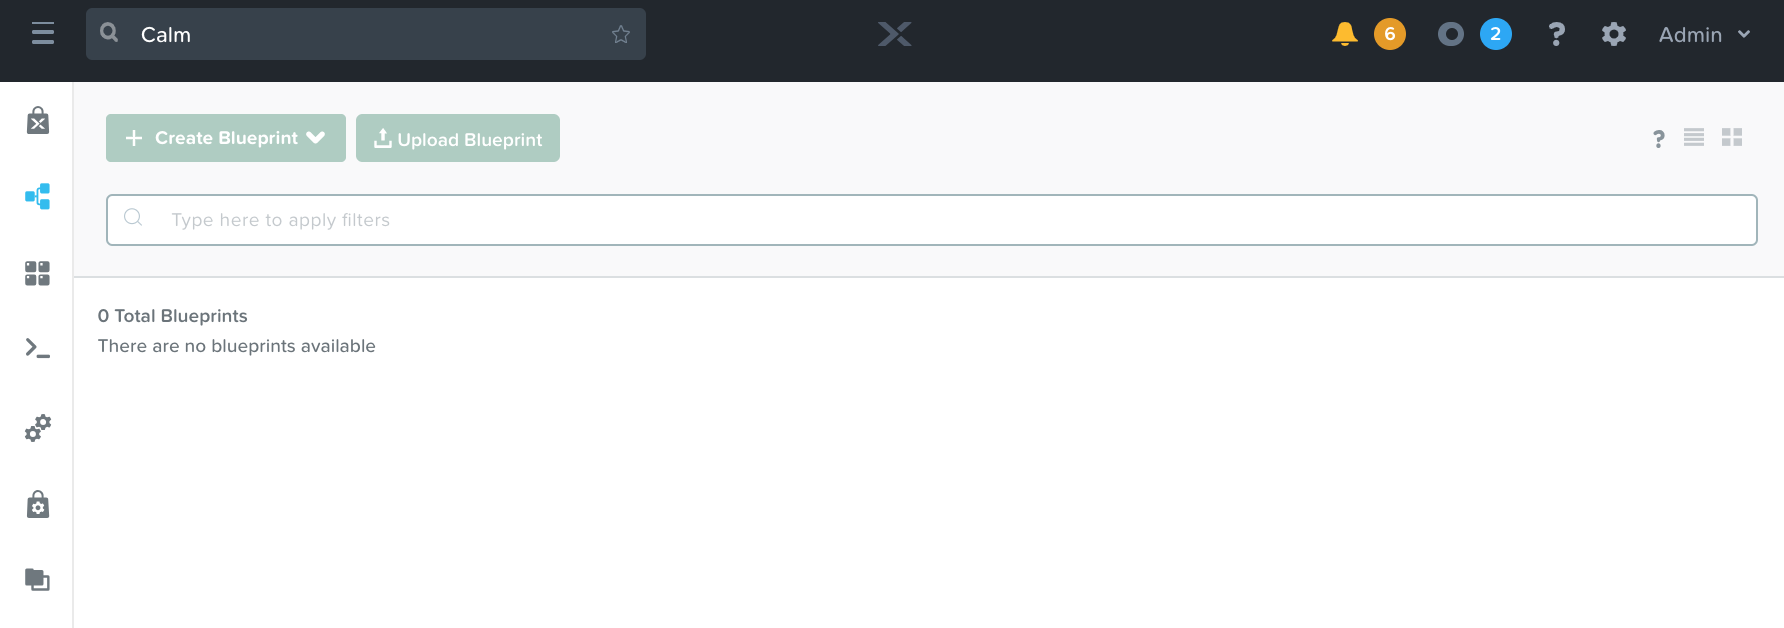 Calm
6
2
?
Admin
Create Blueprint
Upload Blueprint
?
Type here to apply filters
0 Total Blueprints
There are no blueprints available